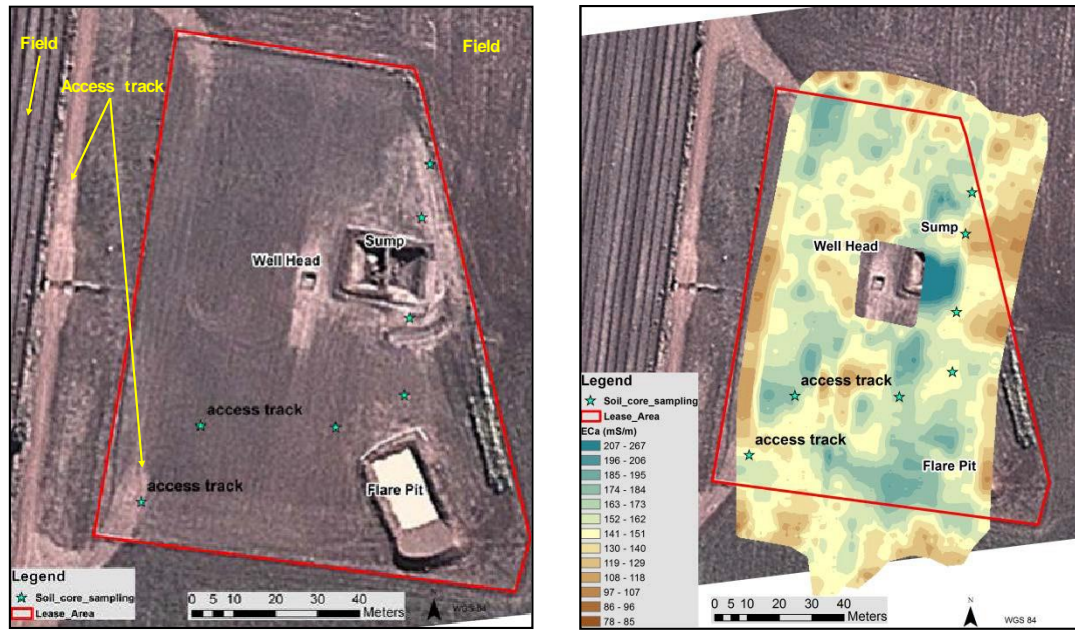 Field
Field
Access track
Sump
Well Head
access track
access track
Flare Pit
Legend
Soil_core_sampling
Lease_Area
0 5 10 20 30 40
Meters
WGS 84
Sump
Well Head
access track
access track
Flare Pit
Legend
Soil_core_sampling
Lease_Area
ECa (mS/m)
207 - 267
196 - 206
185 - 195
174 - 184
163 - 173
152 - 162
141 - 151
130 - 140
119 - 129
108 - 118
97 - 107
86 - 96
78 - 85
0 5 10 20 30 40
Meters
N
WGS 84